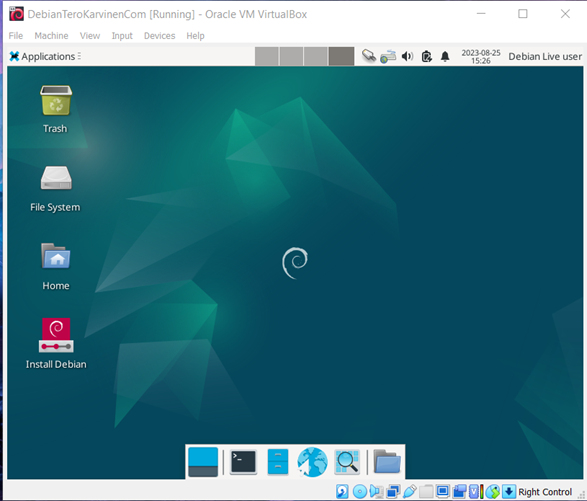 DebianTeroKarvinenCom [Running] - Oracle VM VirtualBox
File Machine View Input Devices Help
Applications
2023-08-25
15:26
Debian Live user
Trash
File System
Home
Install Debian
Right Control